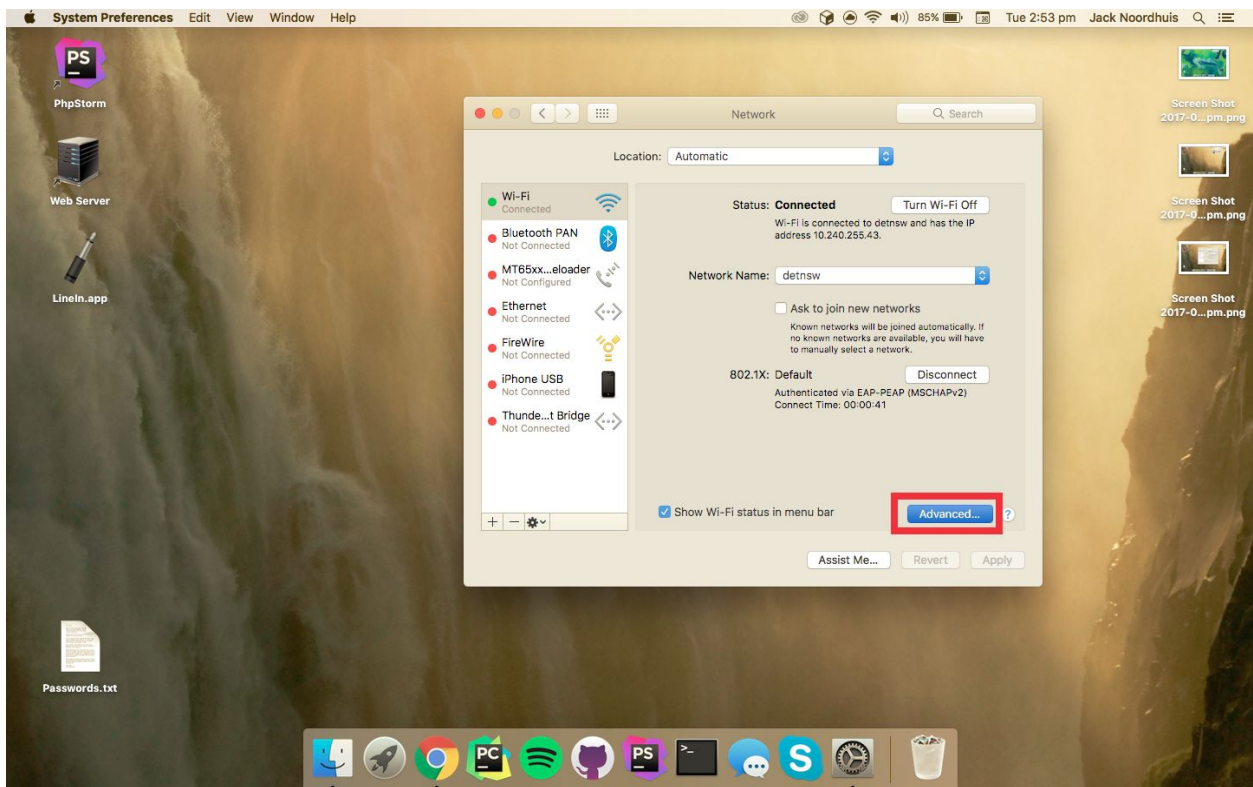 System Preferences Edit View Window Help
85% Tue 2:53 pm Jack Noordhuis
PS
PhpStorm
Web Server
LineIn.app
Passwords.txt
Screen Shot
2017-0...pm.png
Screen Shot
2017-0...pm.png
Screen Shot
2017-0...pm.png
Network
Search
Location: Automatic
Wi-Fi
Connected
Bluetooth PAN
Not Connected
MT65xx...eloader
Not Configured
Ethernet
Not Connected
FireWire
Not Connected
iPhone USB
Not Connected
Thunde...t Bridge
Not Connected
Status: Connected Turn Wi-Fi Off
Wi-Fi is connected to detnsw and has the IP
address 10.240.255.43.
Network Name: detnsw
Ask to join new networks
Known networks will be joined automatically. If
no known networks are available, you will have
to manually select a network.
802.1X: Default Disconnect
Authenticated via EAP-PEAP (MSCHAPv2)
Connect Time: 00:00:41
Show Wi-Fi status in menu bar Advanced... ?
Assist Me... Revert Apply
PC PS >_ S